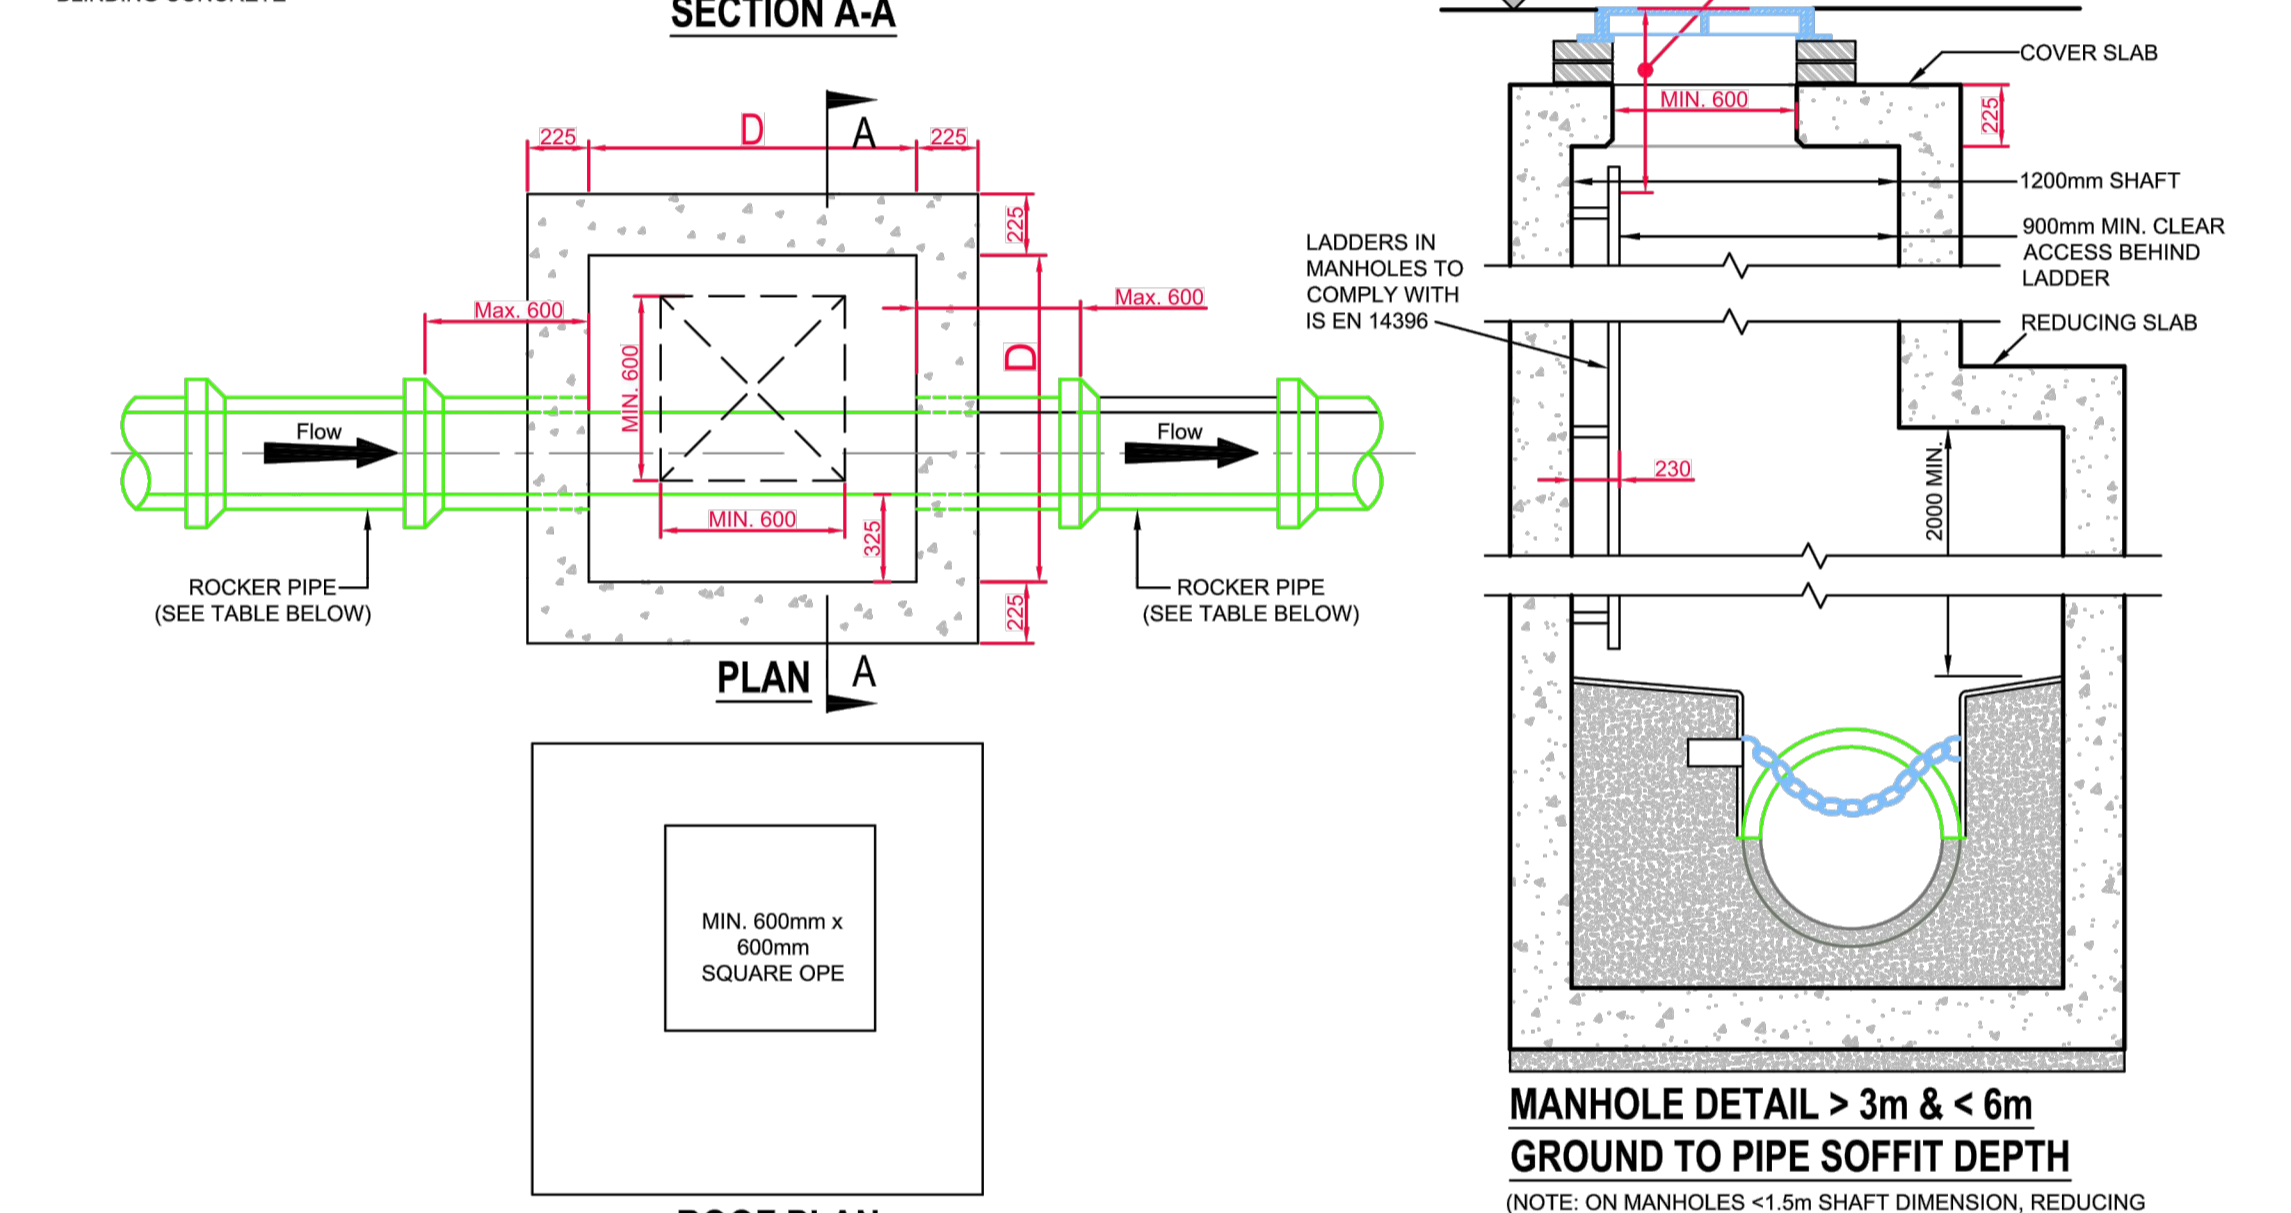 SECTION A-A
225
D
A
225
225
Max. 600
Max. 600
MIN. 600
D
Flow
Flow
MIN. 600
325
ROCKER PIPE
(SEE TABLE BELOW)
ROCKER PIPE
(SEE TABLE BELOW)
225
PLAN
A
MIN. 600mm x
600mm
SQUARE OPE
COVER SLAB
MIN. 600
225
1200mm SHAFT
900mm MIN. CLEAR
ACCESS BEHIND
LADDER
LADDERS IN
MANHOLES TO
COMPLY WITH
IS EN 14396
REDUCING SLAB
230
2000 MIN.
MANHOLE DETAIL > 3m & < 6m
GROUND TO PIPE SOFFIT DEPTH
(NOTE: ON MANHOLES <1.5m SHAFT DIMENSION, REDUCING